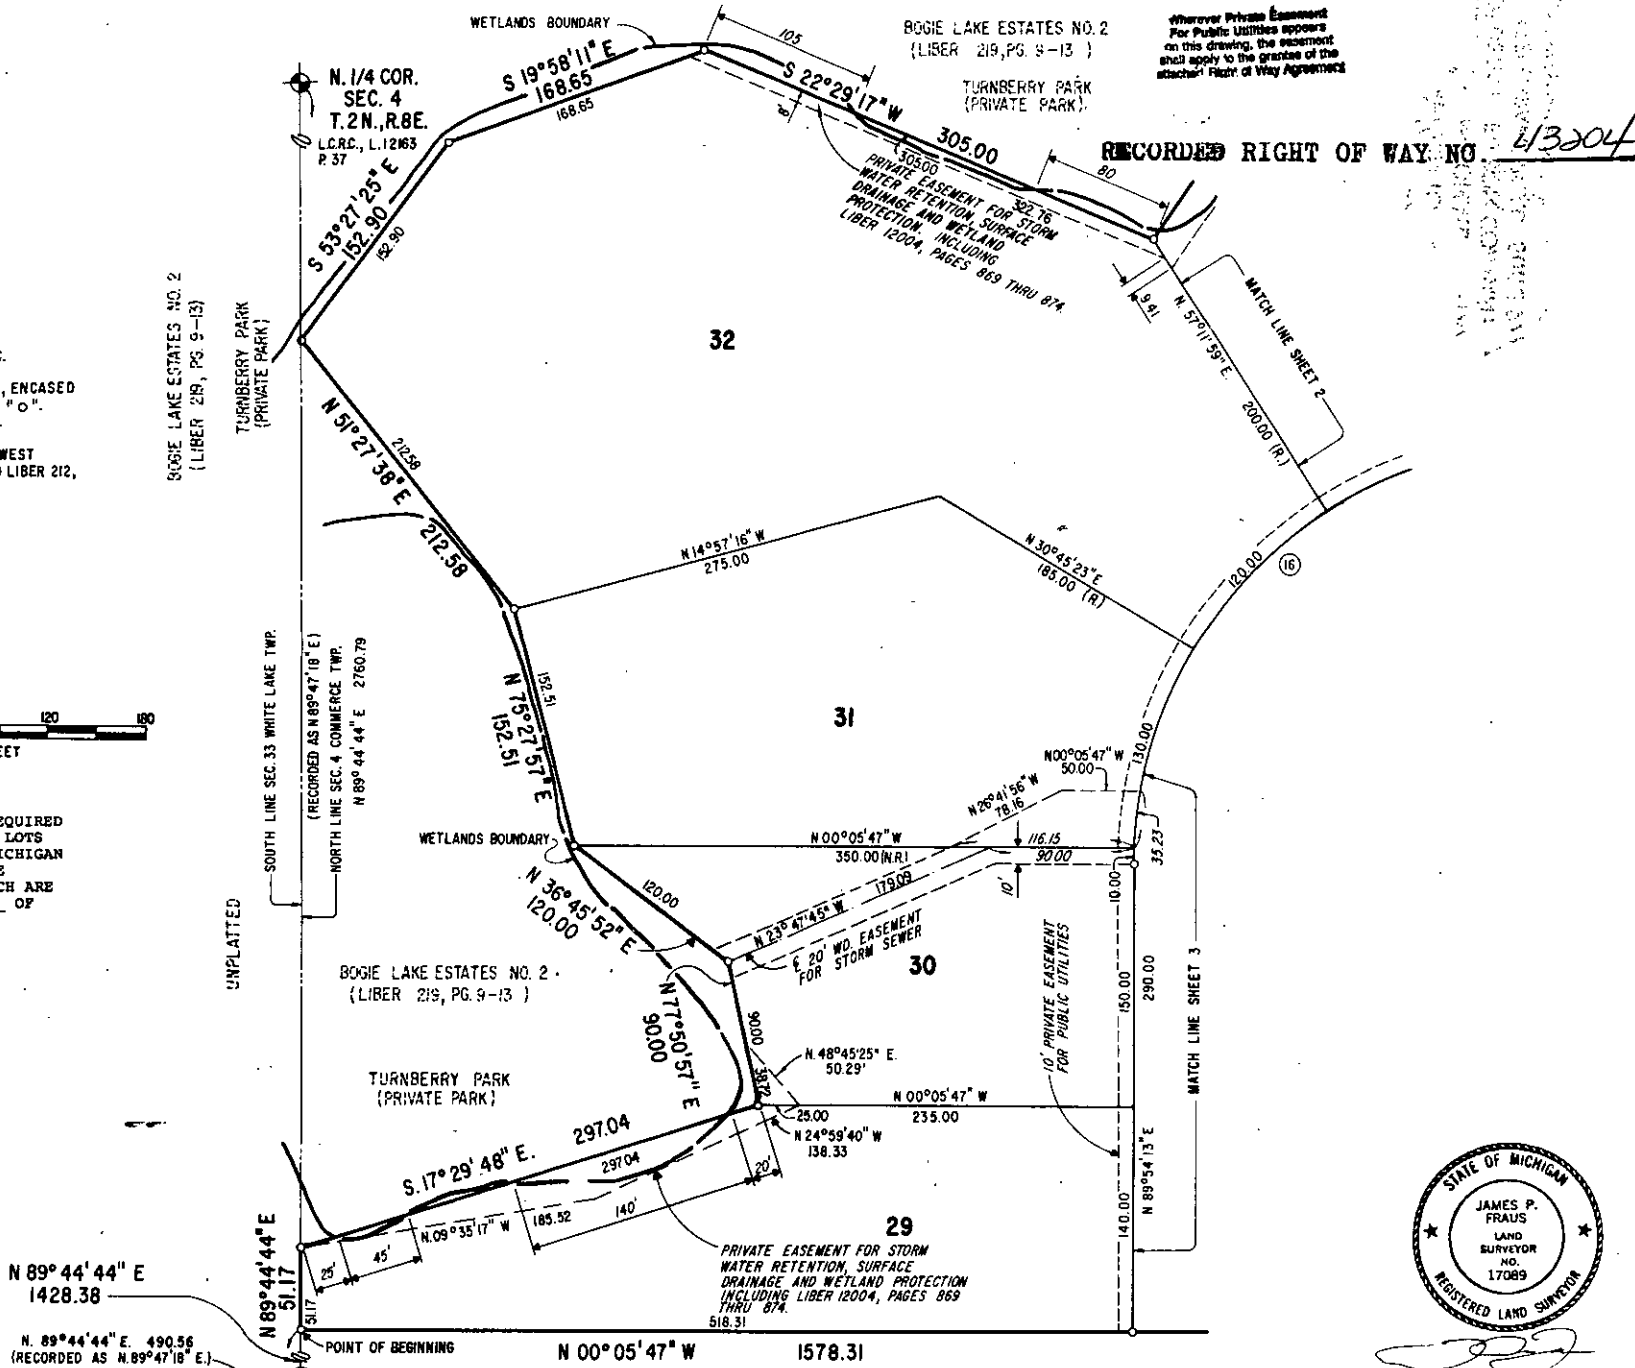 WETLANDS BOUNDARY
105
BOGIE LAKE ESTATES NO. 2
(LIBER 219, PG. 9-13 )
TURNBERRY PARK
(PRIVATE PARK)
Wherever Private Easement
For Public Utilities appears
on this drawing, the easement
shall apply to the grantee of the
attached Right of Way Agreement
RECORDED RIGHT OF WAY NO. 43204
N. 1/4 COR.
SEC. 4
T.2N.,R.8E.
L.C.R.C., L.12163
P. 37
S 19°58'11" E
168.65
168.65
S 22°29'17" W
305.00
305.00
322.76
8'
80
PRIVATE EASEMENT FOR STORM
WATER RETENTION, SURFACE
DRAINAGE AND WETLAND
PROTECTION. INCLUDING
LIBER 12004, PAGES 869 THRU 874.
S 53°27'25" E
152.90
152.90
9.41
N. 57°11'59" E.
200.00 (R.)
MATCH LINE SHEET 2
BOGIE LAKE ESTATES NO. 2
(LIBER 219, PG. 9-13)
TURNBERRY PARK
(PRIVATE PARK)
32
, ENCASED
"O".
WEST
LIBER 212,
N 51°27'38" E
212.58
212.58
N 14°57'16" W
275.00
N 30°45'23" E
185.00 (R.)
120.00
16
SOUTH LINE SEC. 33 WHITE LAKE TWP.
(RECORDED AS N 89°47'18" E)
NORTH LINE SEC. 4 COMMERCE TWP.
N 89°44'44" E 2760.79
120 180
EET
N 75°27'57" E
152.51
152.51
31
130.00
N00°05'47" W
50.00
N 26°41'56" W
78.16
EQUIRED
LOTS
ICHIGAN
E
CH ARE
OF
WETLANDS BOUNDARY
N 00°05'47" W
350.00 (N.R.)
116.15
90.00
35.23
10'
10.00
N 36°45'52" E
120.00
120.00
N 23°47'45" W
179.09
℄ 20' WD. EASEMENT
FOR STORM SEWER
30
UNPLATTED
BOGIE LAKE ESTATES NO. 2
(LIBER 219, PG. 9-13 )
N 77°50'57" E
90.00
90.00
38.72
N. 48°45'25" E.
50.29'
10' PRIVATE EASEMENT
FOR PUBLIC UTILITIES
150.00
290.00
MATCH LINE SHEET 3
TURNBERRY PARK
(PRIVATE PARK)
N 00°05'47" W
235.00
25.00
N 24°59'40" W
138.33
S. 17°29'48" E.
297.04
297.04
20'
140'
185.52
N. 09°35'17" W
45'
25'
29
140.00
N 89°54'13" E
PRIVATE EASEMENT FOR STORM
WATER RETENTION, SURFACE
DRAINAGE AND WETLAND PROTECTION
INCLUDING LIBER 12004, PAGES 869
THRU 874.
STATE OF MICHIGAN
JAMES P.
FRAUS
LAND
SURVEYOR
NO.
17089
REGISTERED LAND SURVEYOR
N 89°44'44" E
1428.38
N 89°44'44" E
51.17
51.17
518.31
N. 89°44'44" E. 490.56
(RECORDED AS N.89°47'18" E.)
POINT OF BEGINNING
N 00°05'47" W 1578.31